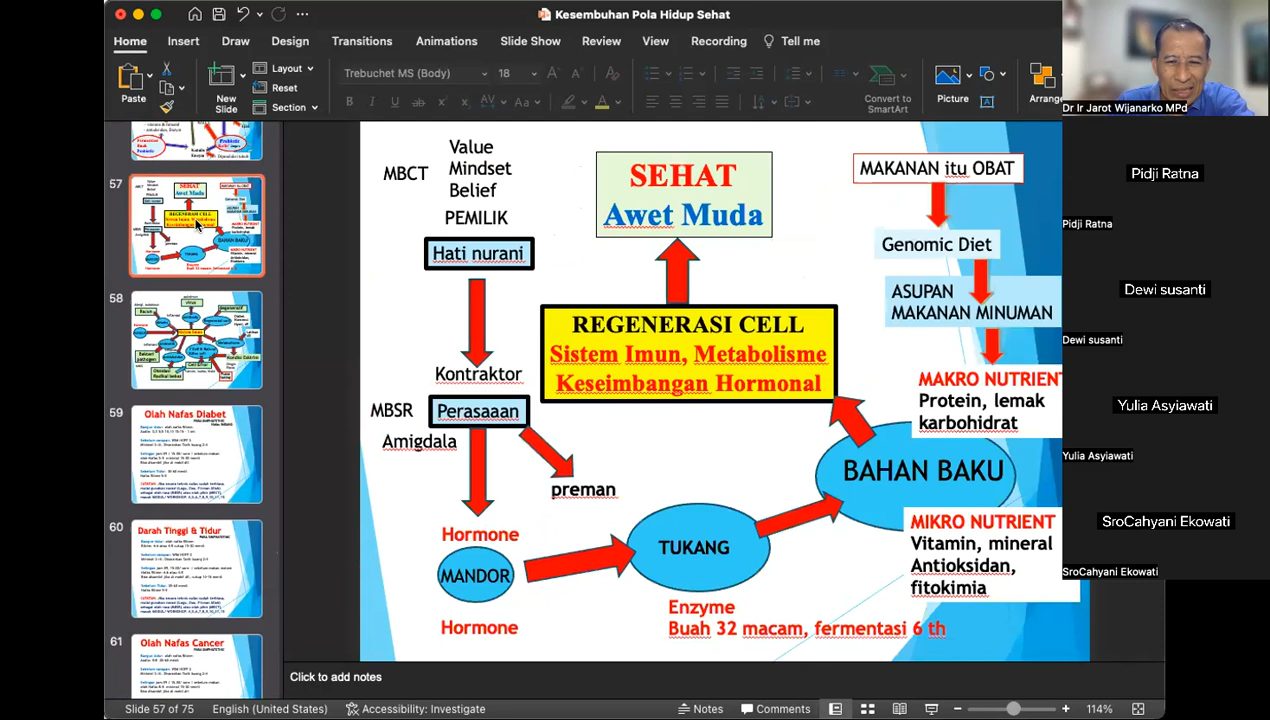 Kesembuhan Pola Hidup Sehat
Home Insert Draw Design Transitions Animations Slide Show Review View Recording Tell me
Paste
New
Slide
Layout
Reset
Section
Trebuchet MS (Body) 18
Convert to
SmartArt
Picture
Arrange
57
58
59
Olah Nafas Diabet
60
Darah Tinggi & Tidur
61
Olah Nafas Cancer
MBCT
Value
Mindset
Belief
PEMILIK
Hati nurani
Kontraktor
MBSR
Perasaaan
Amigdala
preman
Hormone
MANDOR
Hormone
SEHAT
Awet Muda
REGENERASI CELL
Sistem Imun, Metabolisme
Keseimbangan Hormonal
TUKANG
Enzyme
Buah 32 macam, fermentasi 6 th
MAKANAN itu OBAT
Genomic Diet
ASUPAN
MAKANAN MINUMAN
MAKRO NUTRIENT
Protein, lemak
karbohidrat
BAHAN BAKU
MIKRO NUTRIENT
Vitamin, mineral
Antioksidan,
fitokimia
Dr Ir Jarot Wijanarko MPd
Pidji Ratna
Pidji Ratna
Dewi susanti
Dewi susanti
Yulia Asyiawati
Yulia Asyiawati
SroCahyani Ekowati
SroCahyani Ekowati
Click to add notes
Slide 57 of 75 English (United States) Accessibility: Investigate Notes Comments 114%